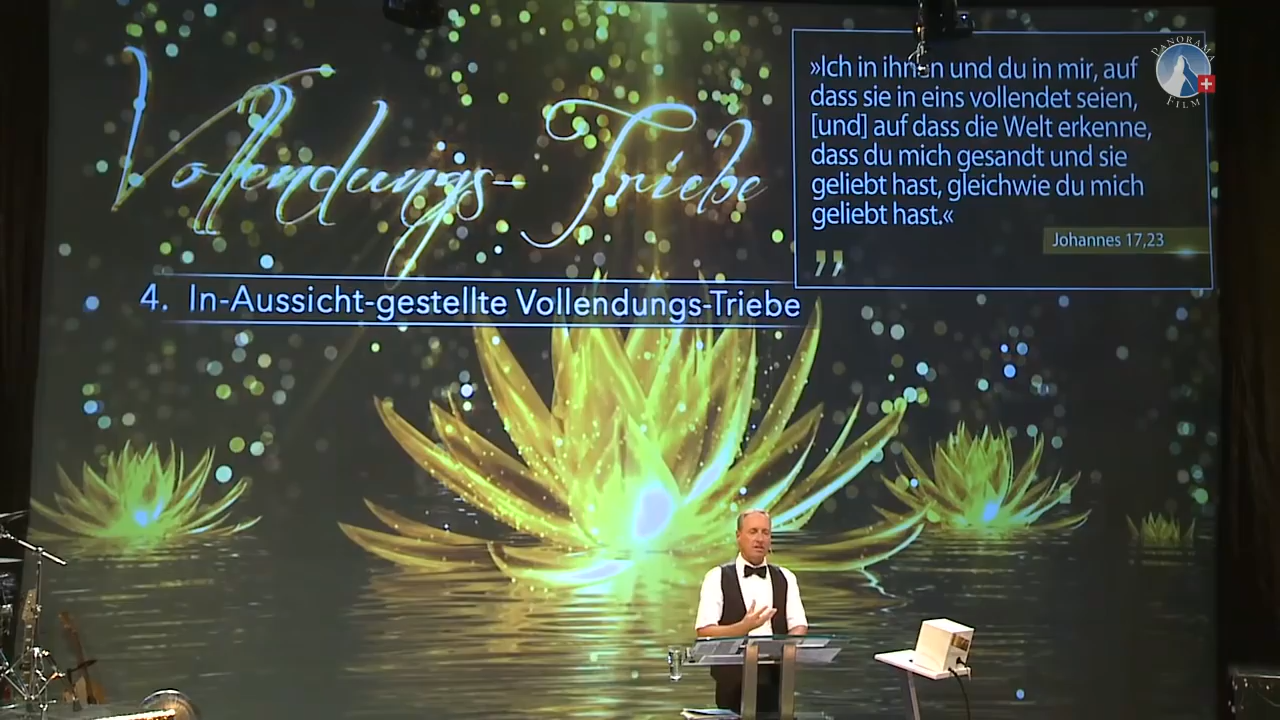 Vollendungs-Triebe
4. In-Aussicht-gestellte Vollendungs-Triebe
»Ich in ihnen und du in mir, auf
dass sie in eins vollendet seien,
[und] auf dass die Welt erkenne,
dass du mich gesandt und sie
geliebt hast, gleichwie du mich
geliebt hast.«
Johannes 17,23
PANORAMA
FILM